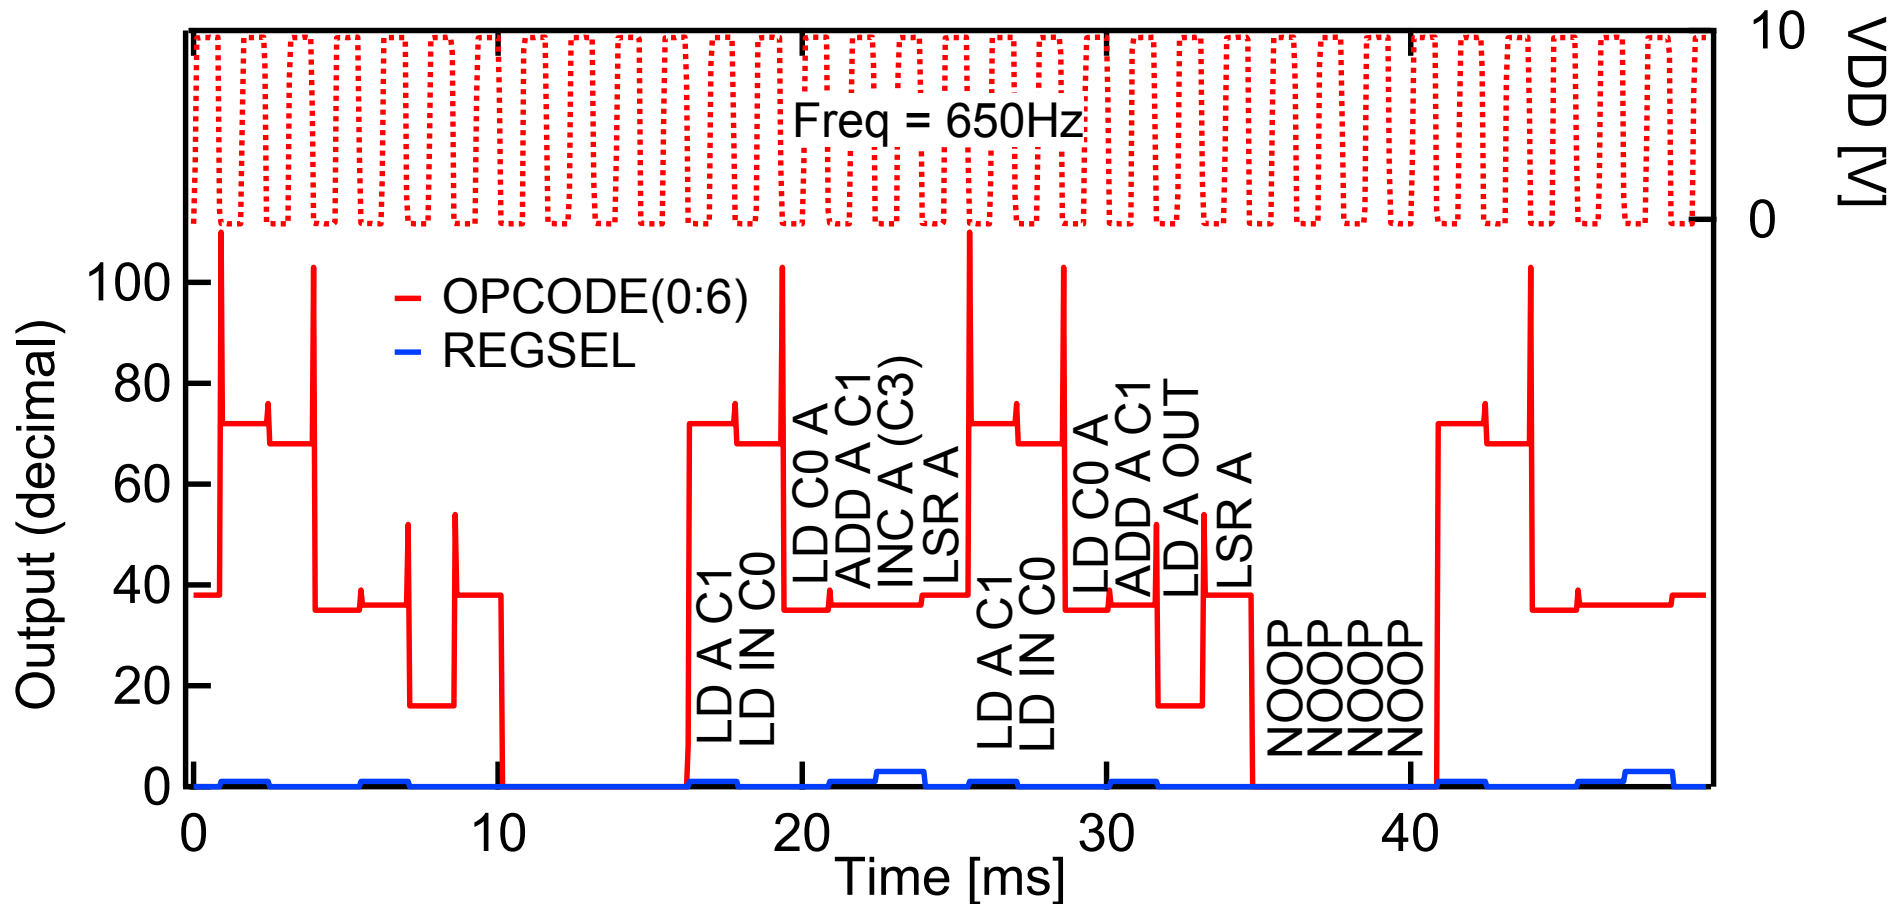 10
VDD [V]
0
Freq = 650Hz
OPCODE(0:6)
REGSEL
Output (decimal)
100
80
60
40
20
0
LD A C1
LD IN C0
LD C0 A
ADD A C1
INC A (C3)
LSR A
LD A C1
LD IN C0
LD C0 A
ADD A C1
LD A OUT
LSR A
NOOP
NOOP
NOOP
NOOP
0 10 20 30 40
Time [ms]